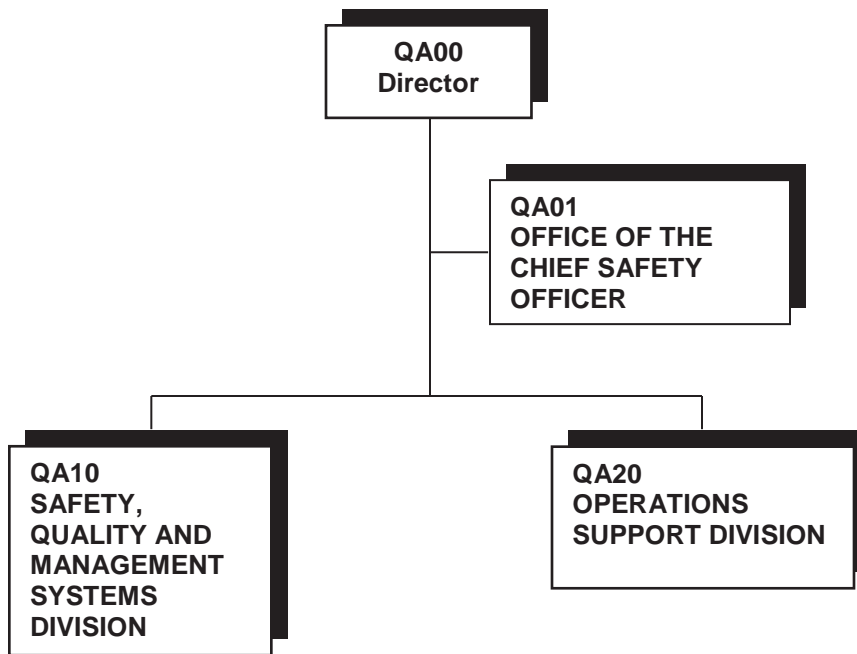 QA00
Director
QA01
OFFICE OF THE
CHIEF SAFETY
OFFICER
QA10
SAFETY,
QUALITY AND
MANAGEMENT
SYSTEMS
DIVISION
QA20
OPERATIONS
SUPPORT DIVISION